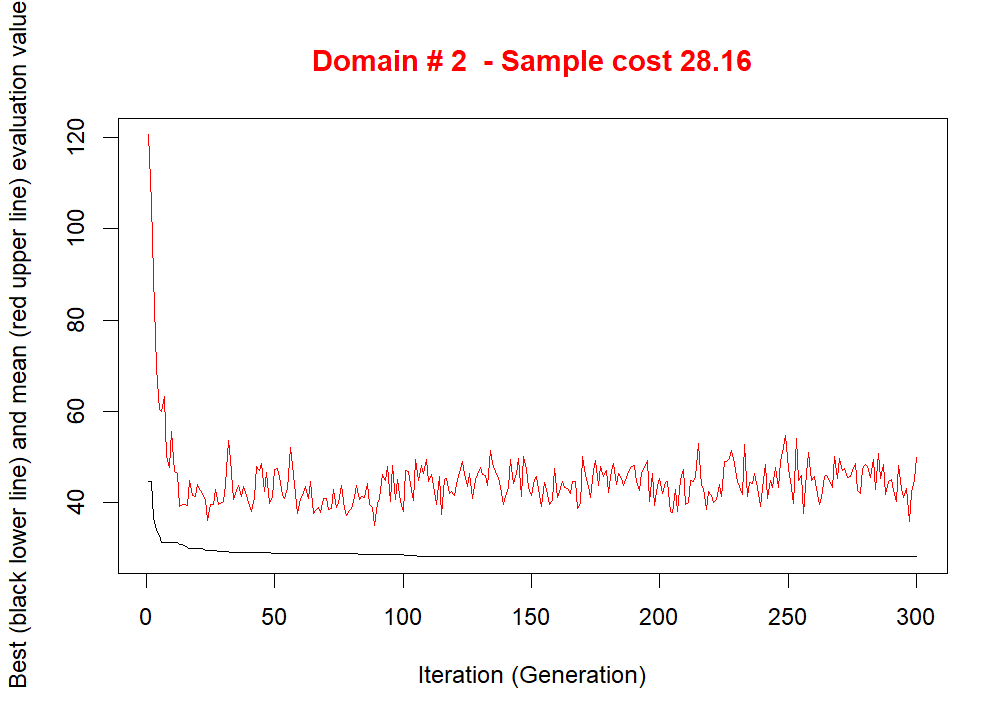 Domain # 2  - Sample cost 28.16
Best (black lower line) and mean (red upper line) evaluation value
120
100
80
60
40
0 50 100 150 200 250 300
Iteration (Generation)